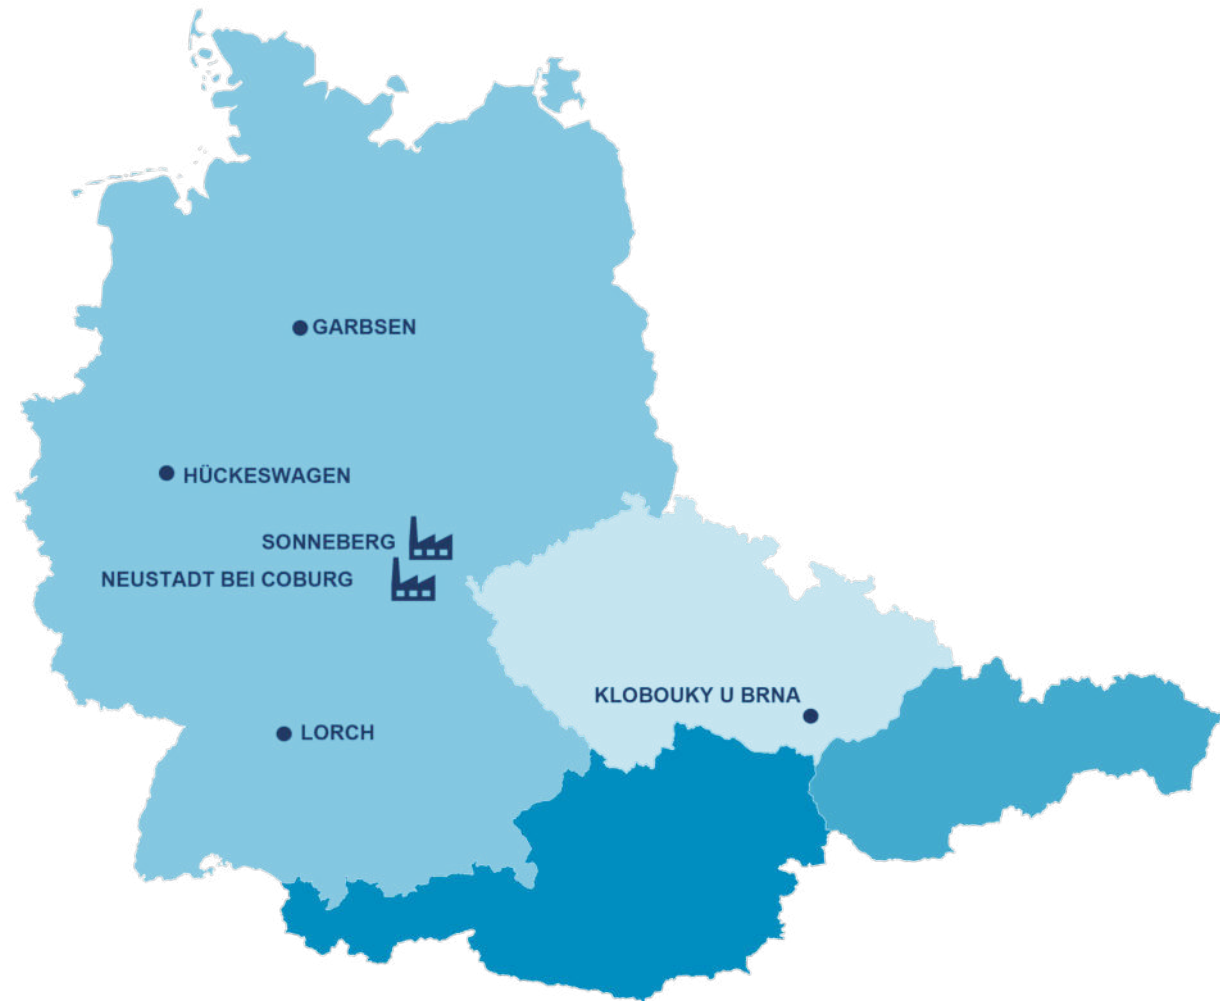 GARBSEN
HÜCKESWAGEN
SONNEBERG
NEUSTADT BEI COBURG
KLOBOUKY U BRNA
LORCH